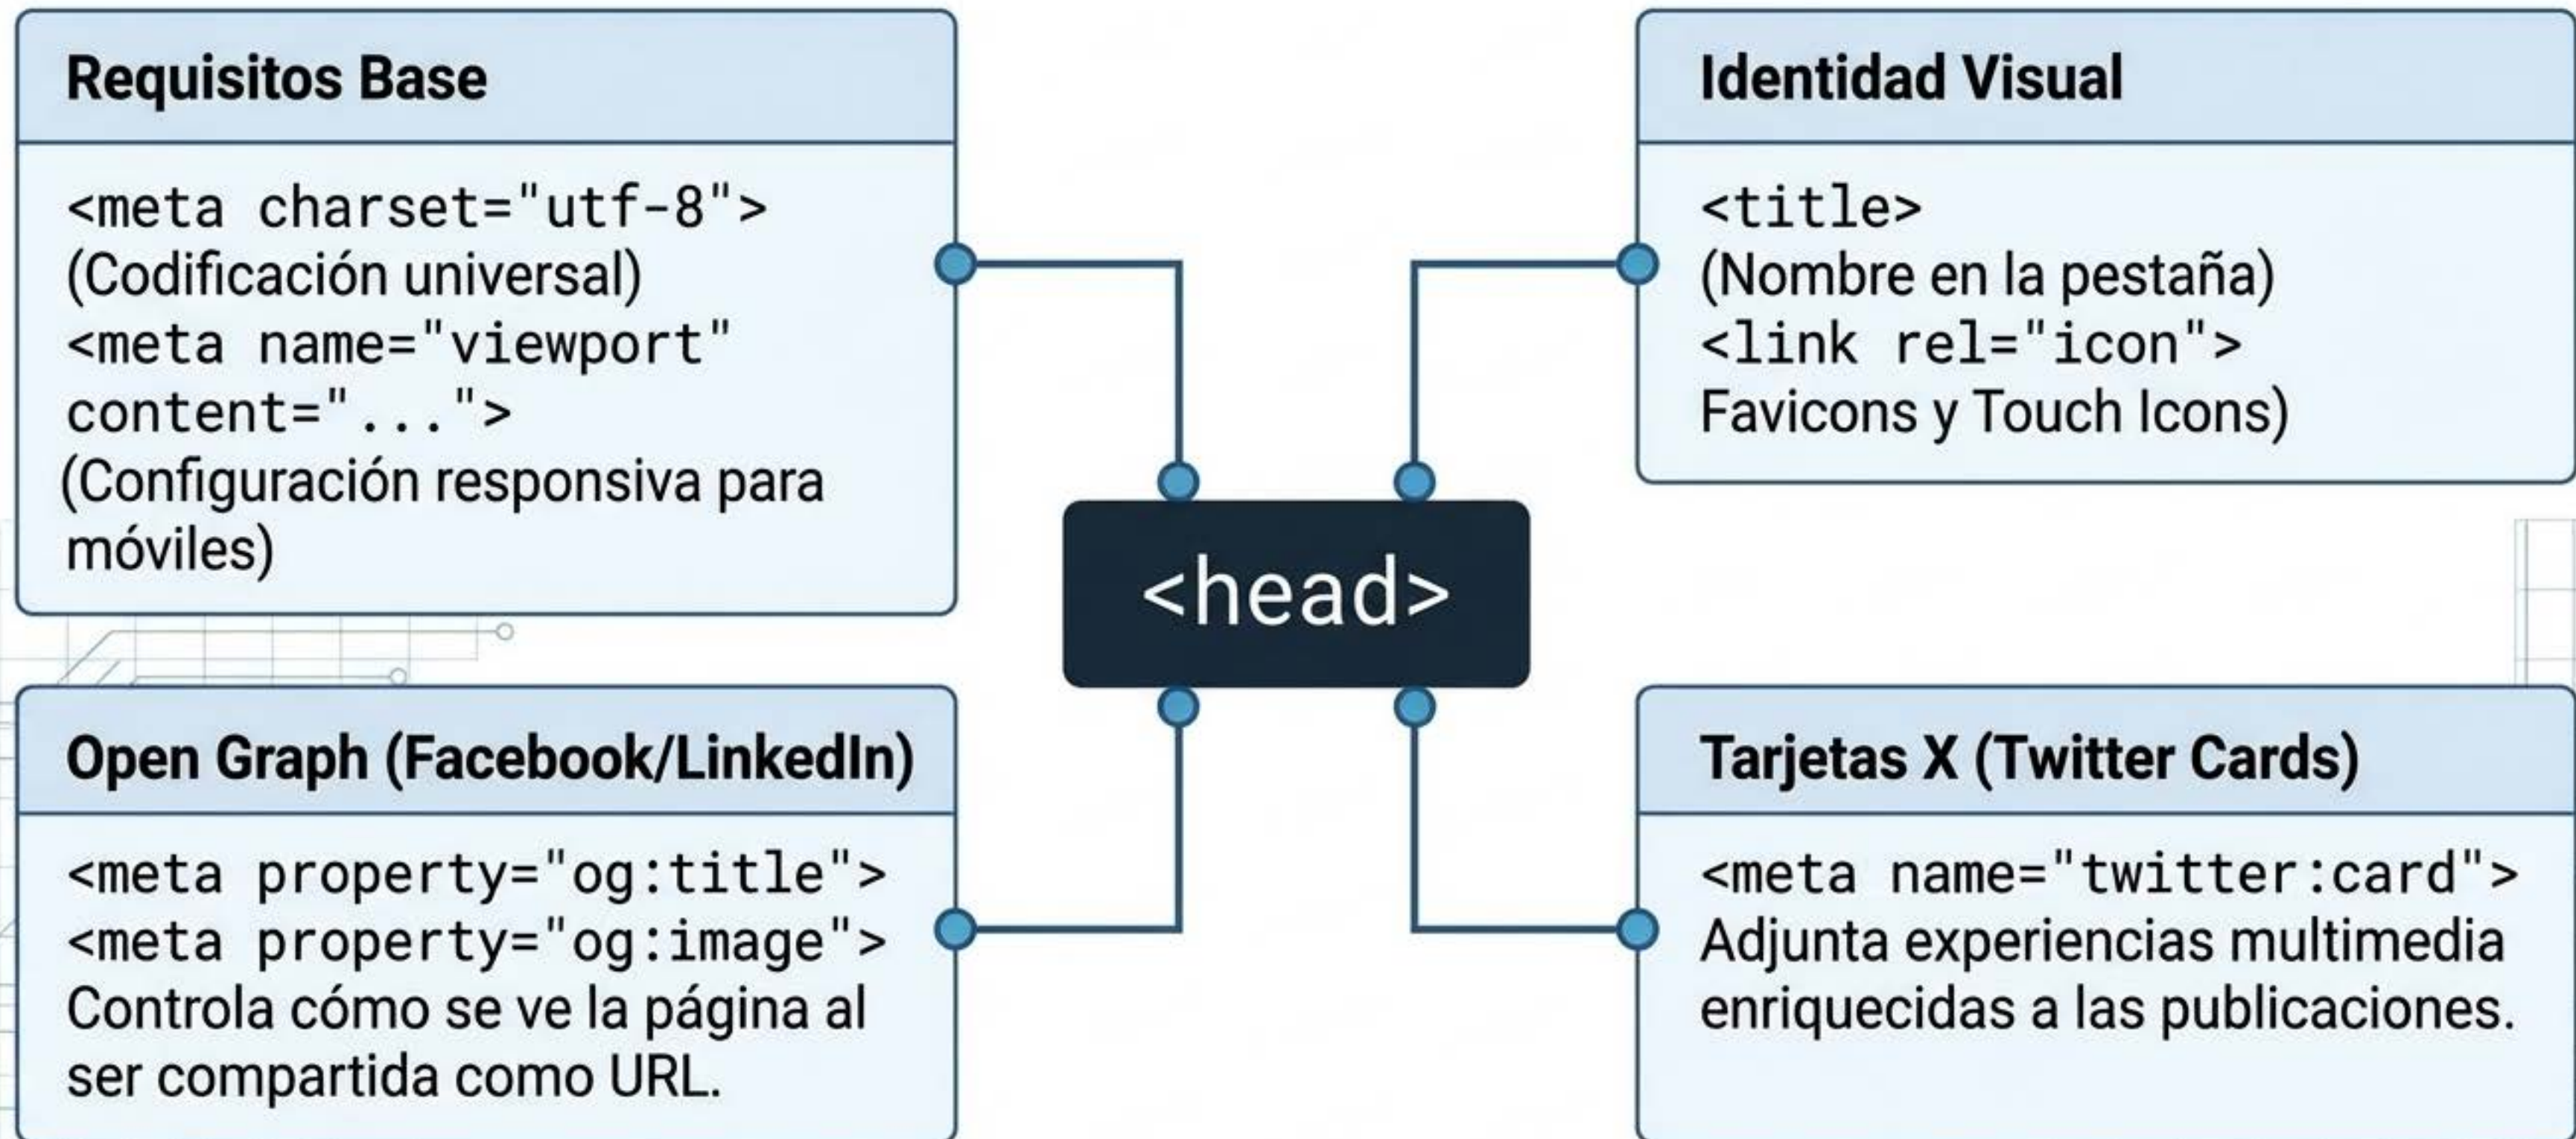 Requisitos Base
<meta charset="utf-8">
(Codificación universal)
<meta name="viewport"
content="...">
(Configuración responsiva para
móviles)
Identidad Visual
<title>
(Nombre en la pestaña)
<link rel="icon">
Favicons y Touch Icons)
<head>
Open Graph (Facebook/LinkedIn)
<meta property="og:title">
<meta property="og:image">
Controla cómo se ve la página al
ser compartida como URL.
Tarjetas X (Twitter Cards)
<meta name="twitter:card">
Adjunta experiencias multimedia
enriquecidas a las publicaciones.